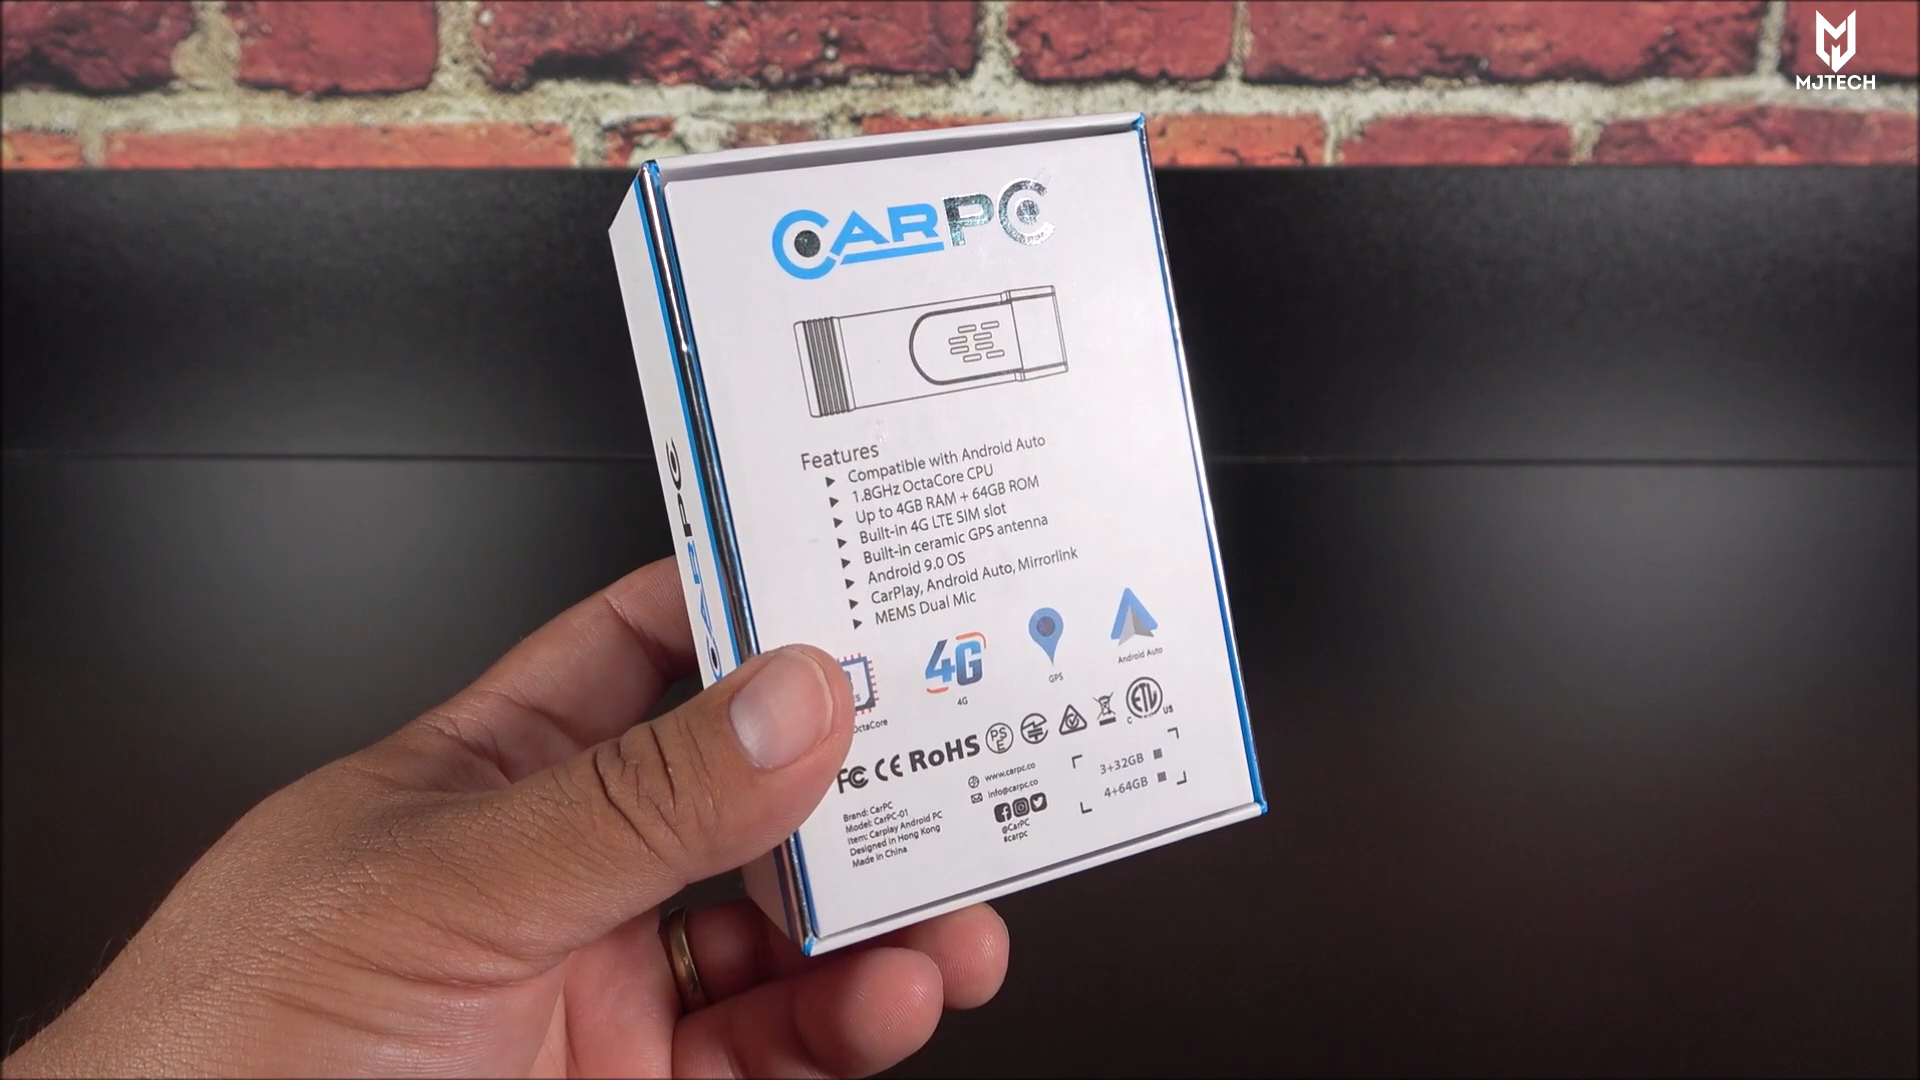 MJTECH
CARPC
CARPC
Features
Compatible with Android Auto
1.8GHz OctaCore CPU
Up to 4GB RAM + 64GB ROM
Built-in 4G LTE SIM slot
Built-in ceramic GPS antenna
Android 9.0 OS
CarPlay, Android Auto, Mirrorlink
MEMS Dual Mic
4G
OctaCore
4G
GPS
Android Auto
FC CE RoHS PSE ETL
C US
www.carpc.co
info@carpc.co
@CarPC
#carpc
3+32GB
4+64GB
Brand: CarPC
Model: CarPC-01
Item: Carplay Android PC
Designed in Hong Kong
Made in China